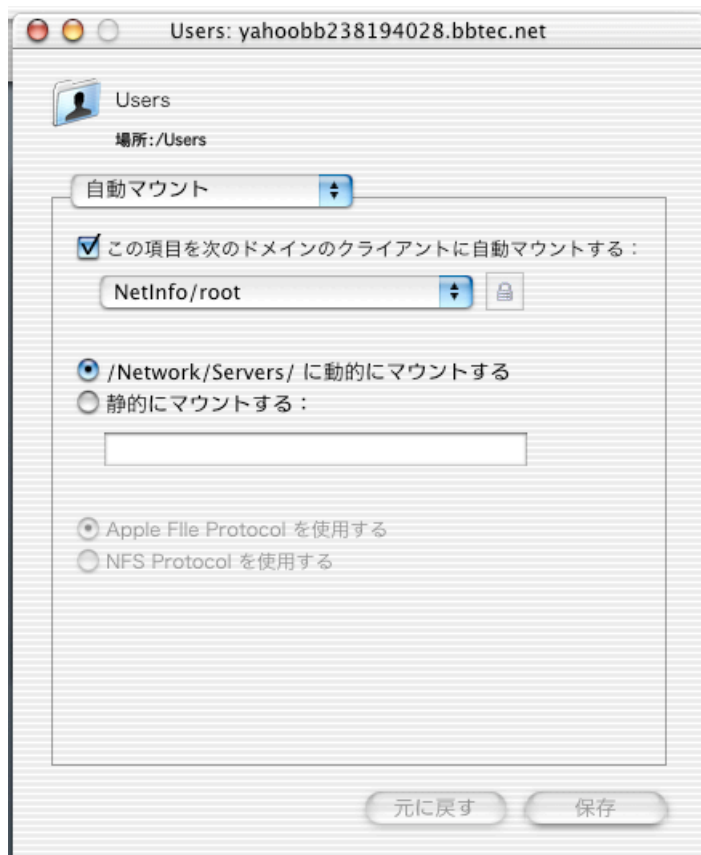 Users: yahoobb238194028.bbtec.net
Users
場所:/Users
自動マウント
この項目を次のドメインのクライアントに自動マウントする：
NetInfo/root
/Network/Servers/ に動的にマウントする
静的にマウントする：
Apple FIle Protocol を使用する
NFS Protocol を使用する
元に戻す
保存